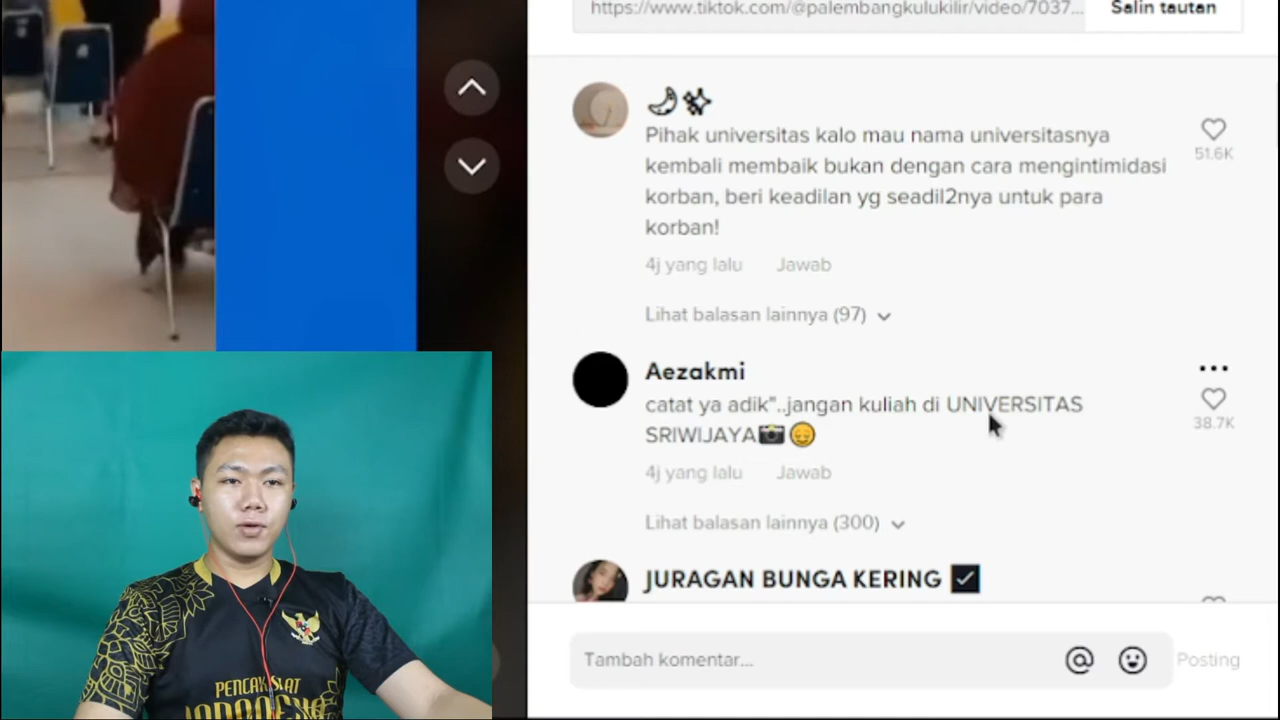 https://www.tiktok.com/@palembangkulukilir/video/7037...
Salin tautan
🌛✨
Pihak universitas kalo mau nama universitasnya
kembali membaik bukan dengan cara mengintimidasi
korban, beri keadilan yg seadil2nya untuk para
korban!
51.6K
4j yang lalu Jawab
Lihat balasan lainnya (97)
Aezakmi
catat ya adik"..jangan kuliah di UNIVERSITAS
SRIWIJAYA📸😊
38.7K
4j yang lalu Jawab
Lihat balasan lainnya (300)
JURAGAN BUNGA KERING ☑
Tambah komentar...
Posting
PENCAK SILAT
INDONESIA